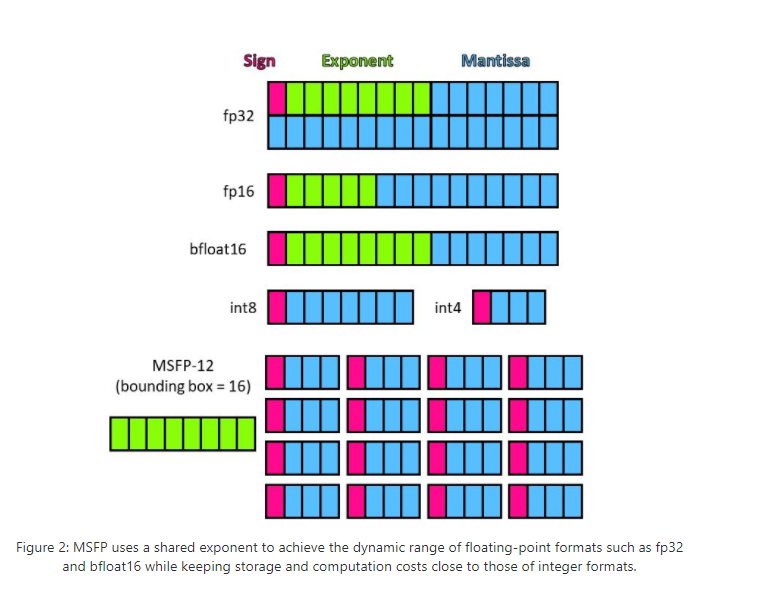 Sign Exponent Mantissa
fp32
fp16
bfloat16
int8 int4
MSFP-12
(bounding box = 16)
Figure 2: MSFP uses a shared exponent to achieve the dynamic range of floating-point formats such as fp32
and bfloat16 while keeping storage and computation costs close to those of integer formats.